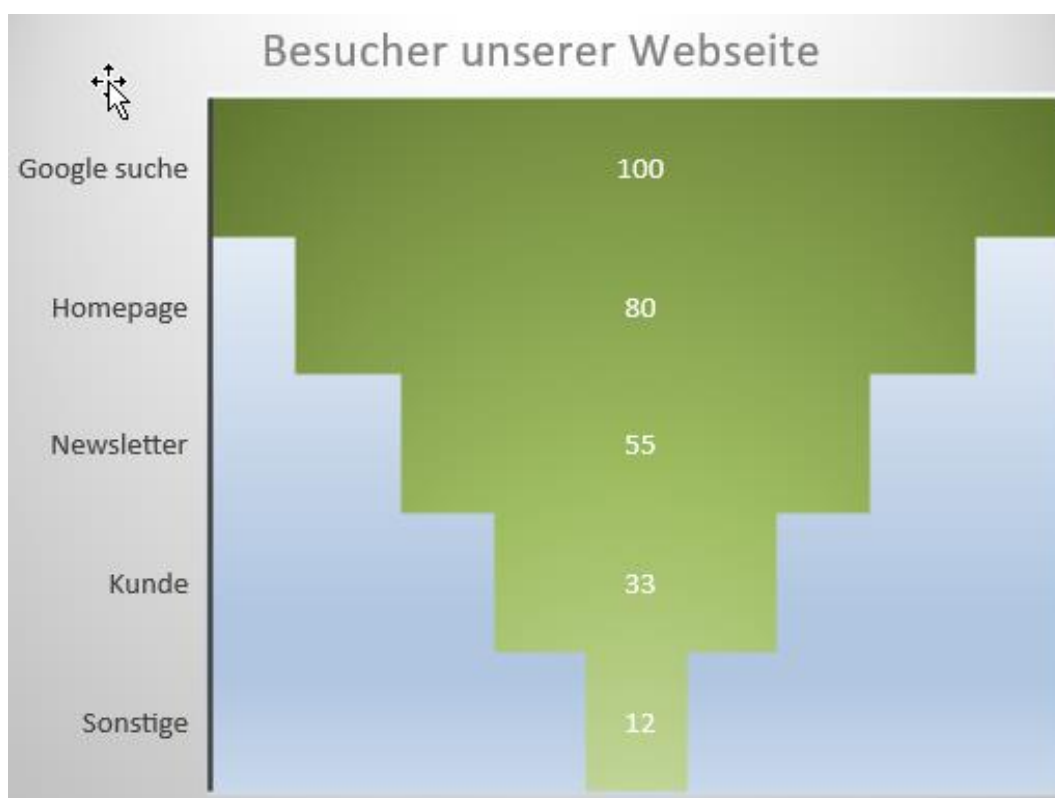 Besucher unserer Webseite
Google suche 100
Homepage 80
Newsletter 55
Kunde 33
Sonstige 12